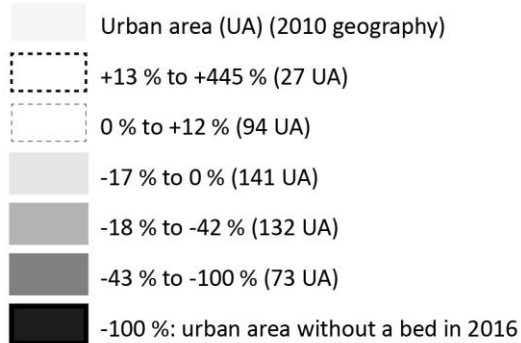 Urban area (UA) (2010 geography)
+13 % to +445 % (27 UA)
0 % to +12 % (94 UA)
-17 % to 0 % (141 UA)
-18 % to -42 % (132 UA)
-43 % to -100 % (73 UA)
-100 %: urban area without a bed in 2016